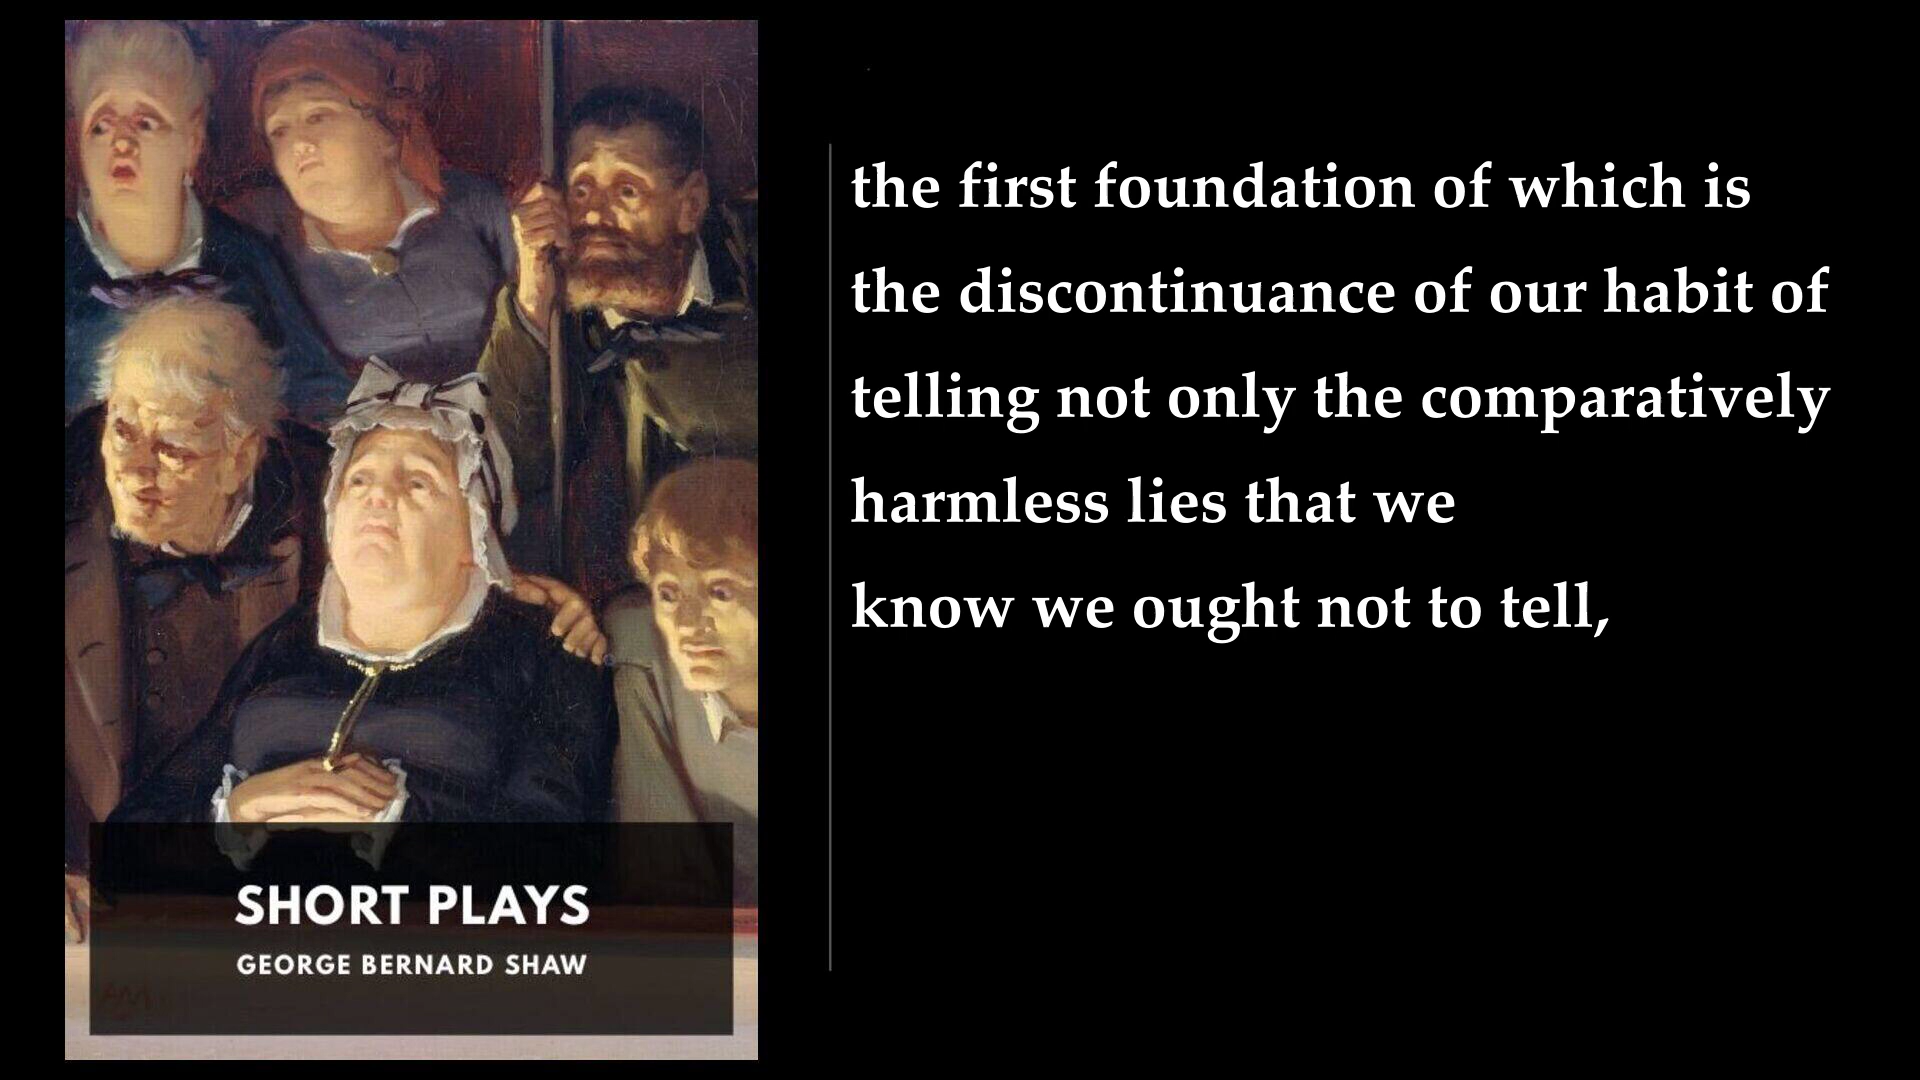 the first foundation of which is
the discontinuance of our habit of
telling not only the comparatively
harmless lies that we
know we ought not to tell,
SHORT PLAYS
GEORGE BERNARD SHAW